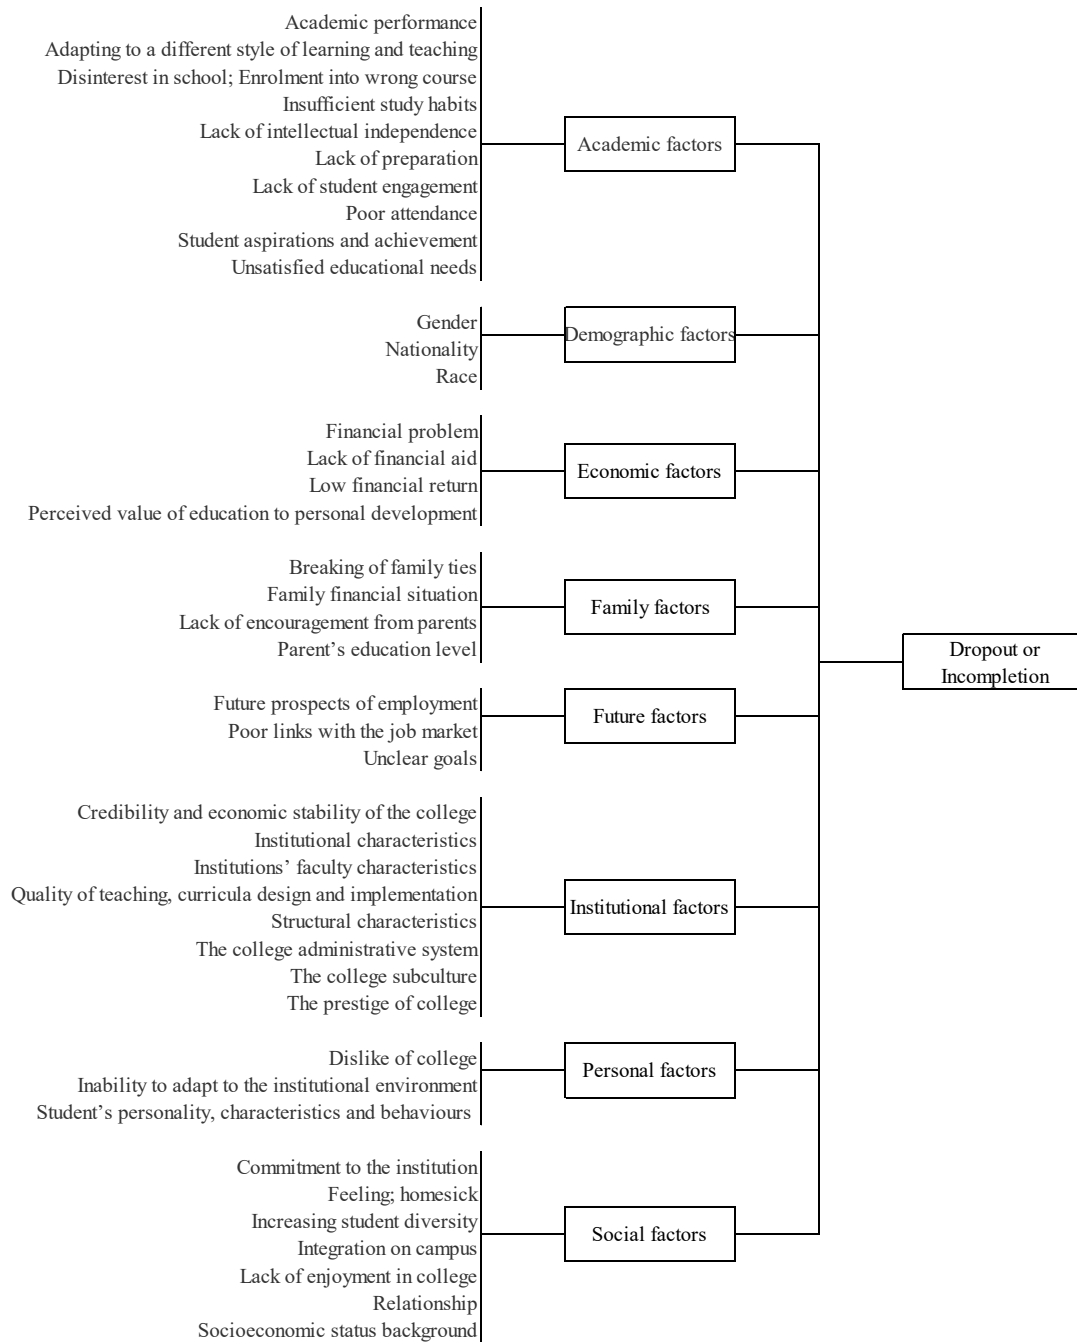 Academic performance
Adapting to a different style of learning and teaching
Disinterest in school; Enrolment into wrong course
Insufficient study habits
Lack of intellectual independence
Lack of preparation
Lack of student engagement
Poor attendance
Student aspirations and achievement
Unsatisfied educational needs
Academic factors
Gender
Nationality
Race
Demographic factors
Financial problem
Lack of financial aid
Low financial return
Perceived value of education to personal development
Economic factors
Breaking of family ties
Family financial situation
Lack of encouragement from parents
Parent’s education level
Family factors
Future prospects of employment
Poor links with the job market
Unclear goals
Future factors
Credibility and economic stability of the college
Institutional characteristics
Institutions’ faculty characteristics
Quality of teaching, curricula design and implementation
Structural characteristics
The college administrative system
The college subculture
The prestige of college
Institutional factors
Dislike of college
Inability to adapt to the institutional environment
Student’s personality, characteristics and behaviours
Personal factors
Commitment to the institution
Feeling; homesick
Increasing student diversity
Integration on campus
Lack of enjoyment in college
Relationship
Socioeconomic status background
Social factors
Dropout or
Incompletion